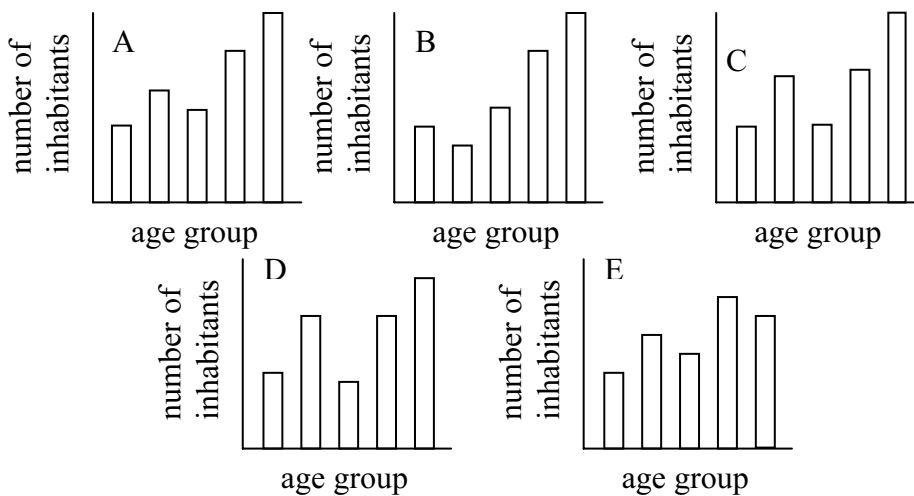 number of
inhabitants
A
age group
number of
inhabitants
B
age group
number of
inhabitants
C
age group
number of
inhabitants
D
age group
number of
inhabitants
E
age group